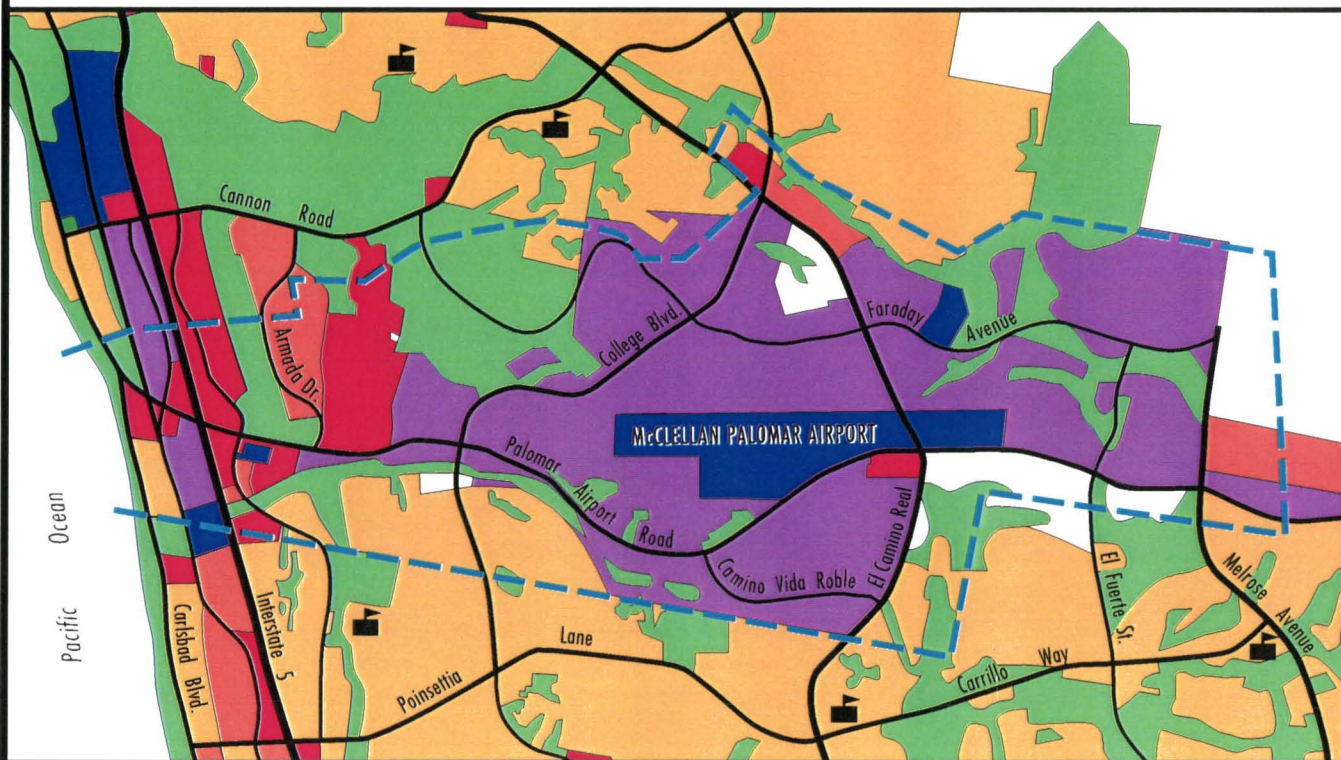 Cannon Road
Armada Dr.
College Blvd.
Faraday Avenue
McCLELLAN PALOMAR AIRPORT
Palomar Airport Road
Camino Vida Roble
El Camino Real
Pacific Ocean
Carlsbad Blvd.
Interstate 5
Poinsettia Lane
Carrillo Way
El Fuerte St.
Melrose Avenue